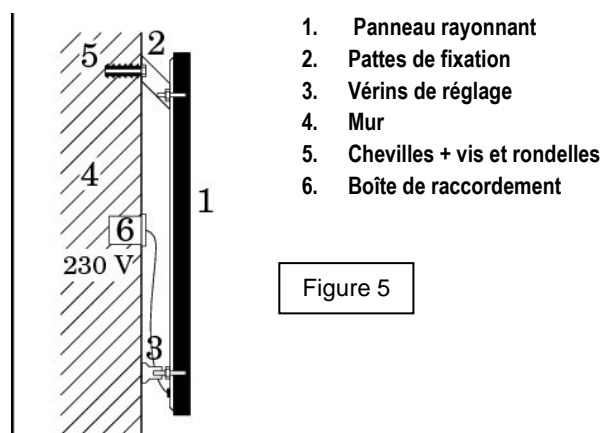 1. Panneau rayonnant
2. Pattes de fixation
3. Vérins de réglage
4. Mur
5. Chevilles + vis et rondelles
6. Boîte de raccordement
Figure 5
5
2
4
1
6
230 V
3